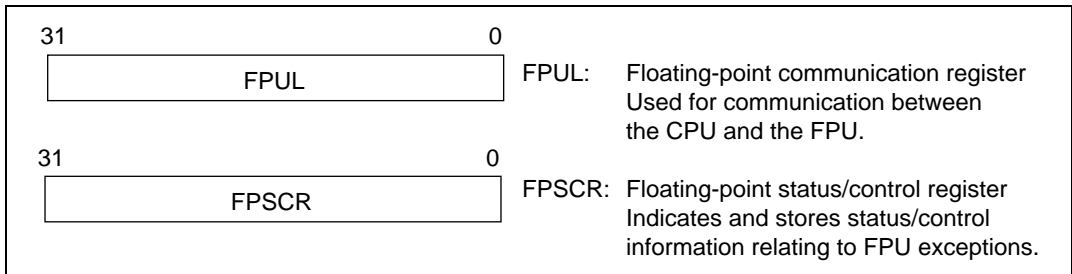 31 0
FPUL
FPUL: Floating-point communication register
Used for communication between
the CPU and the FPU.
31 0
FPSCR
FPSCR: Floating-point status/control register
Indicates and stores status/control
information relating to FPU exceptions.